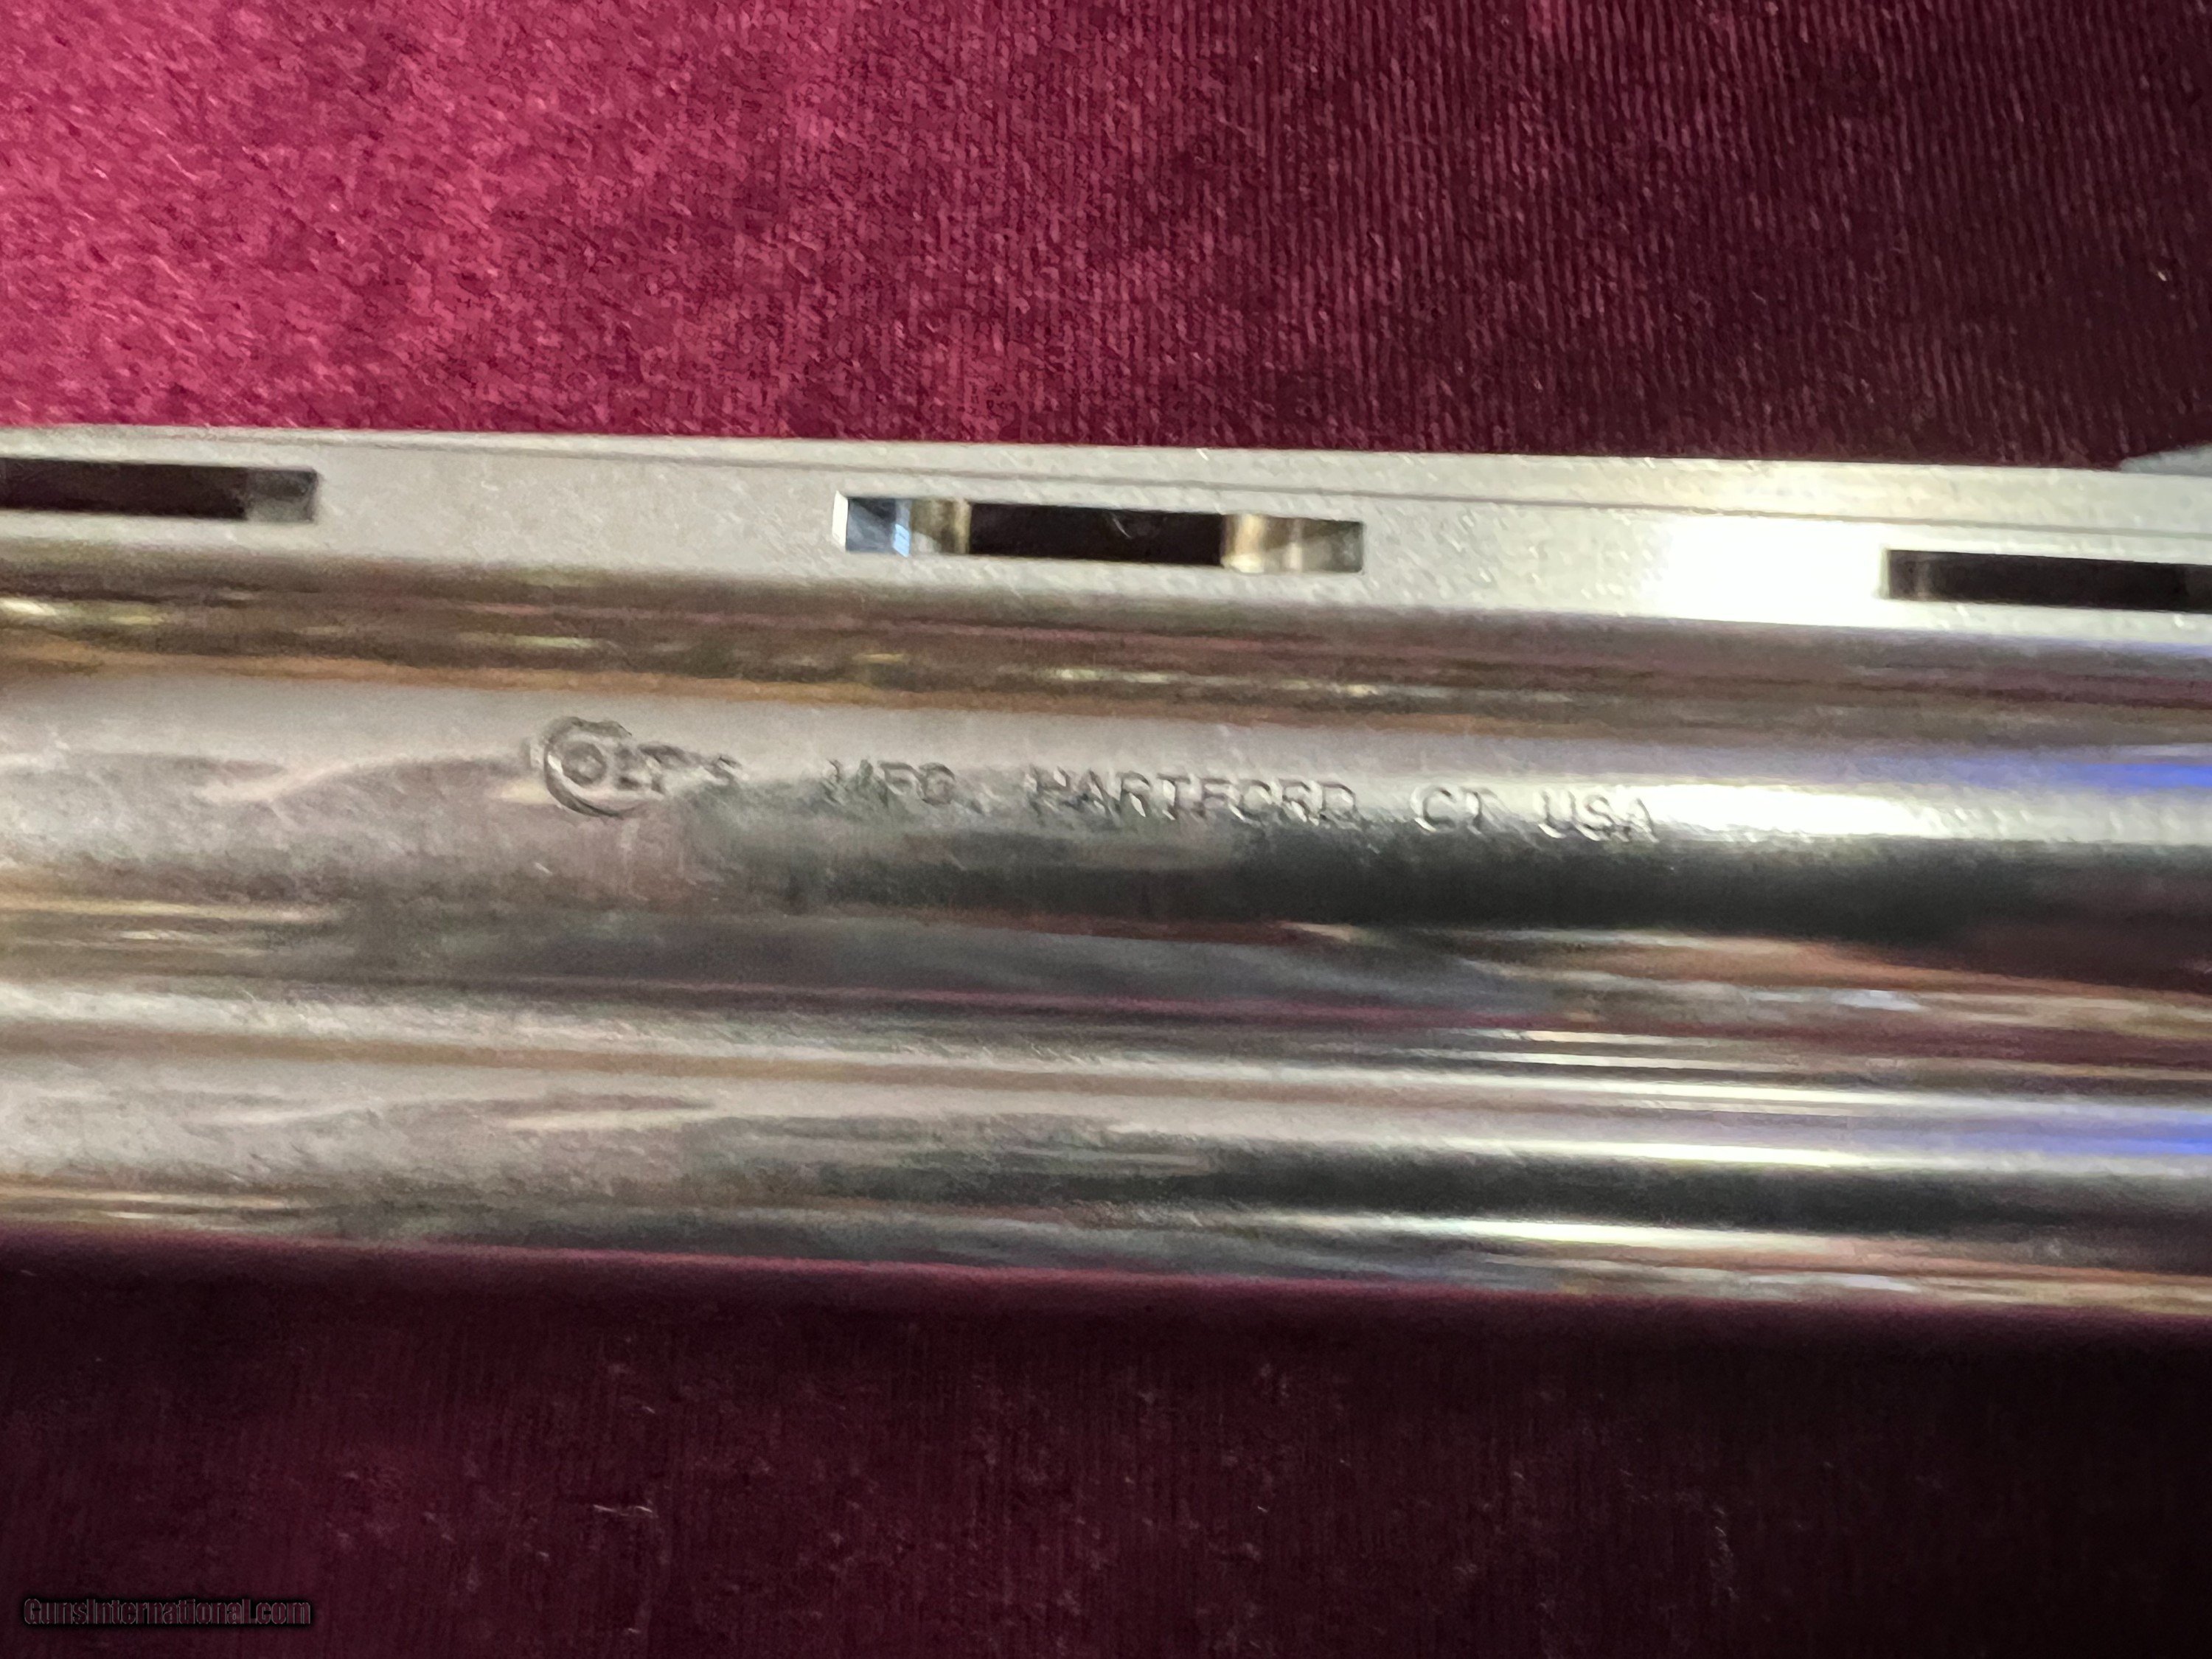 COLT'S MFG. HARTFORD, CT USA
GunsInternational.com